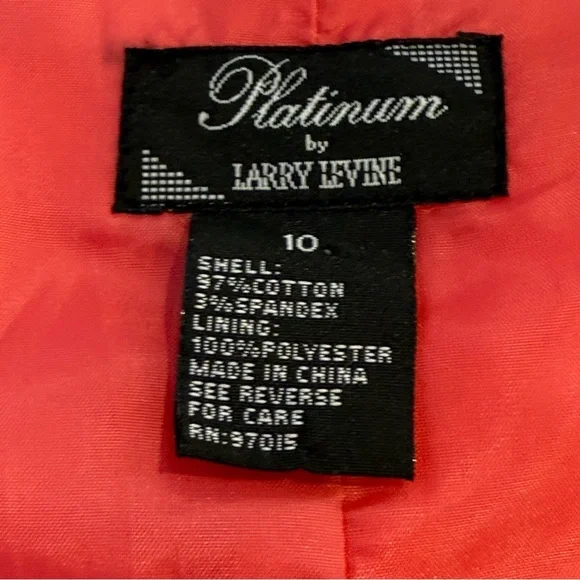 Platinum
by
LARRY LEVINE
10
SHELL:
97%COTTON
3%SPANDEX
LINING:
100%POLYESTER
MADE IN CHINA
SEE REVERSE
FOR CARE
RN:97015